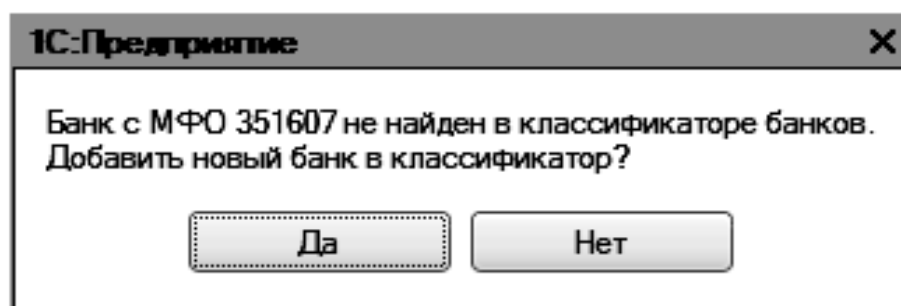 1С:Предприятие
Банк с МФО 351607 не найден в классификаторе банков.
Добавить новый банк в классификатор?
Да
Нет